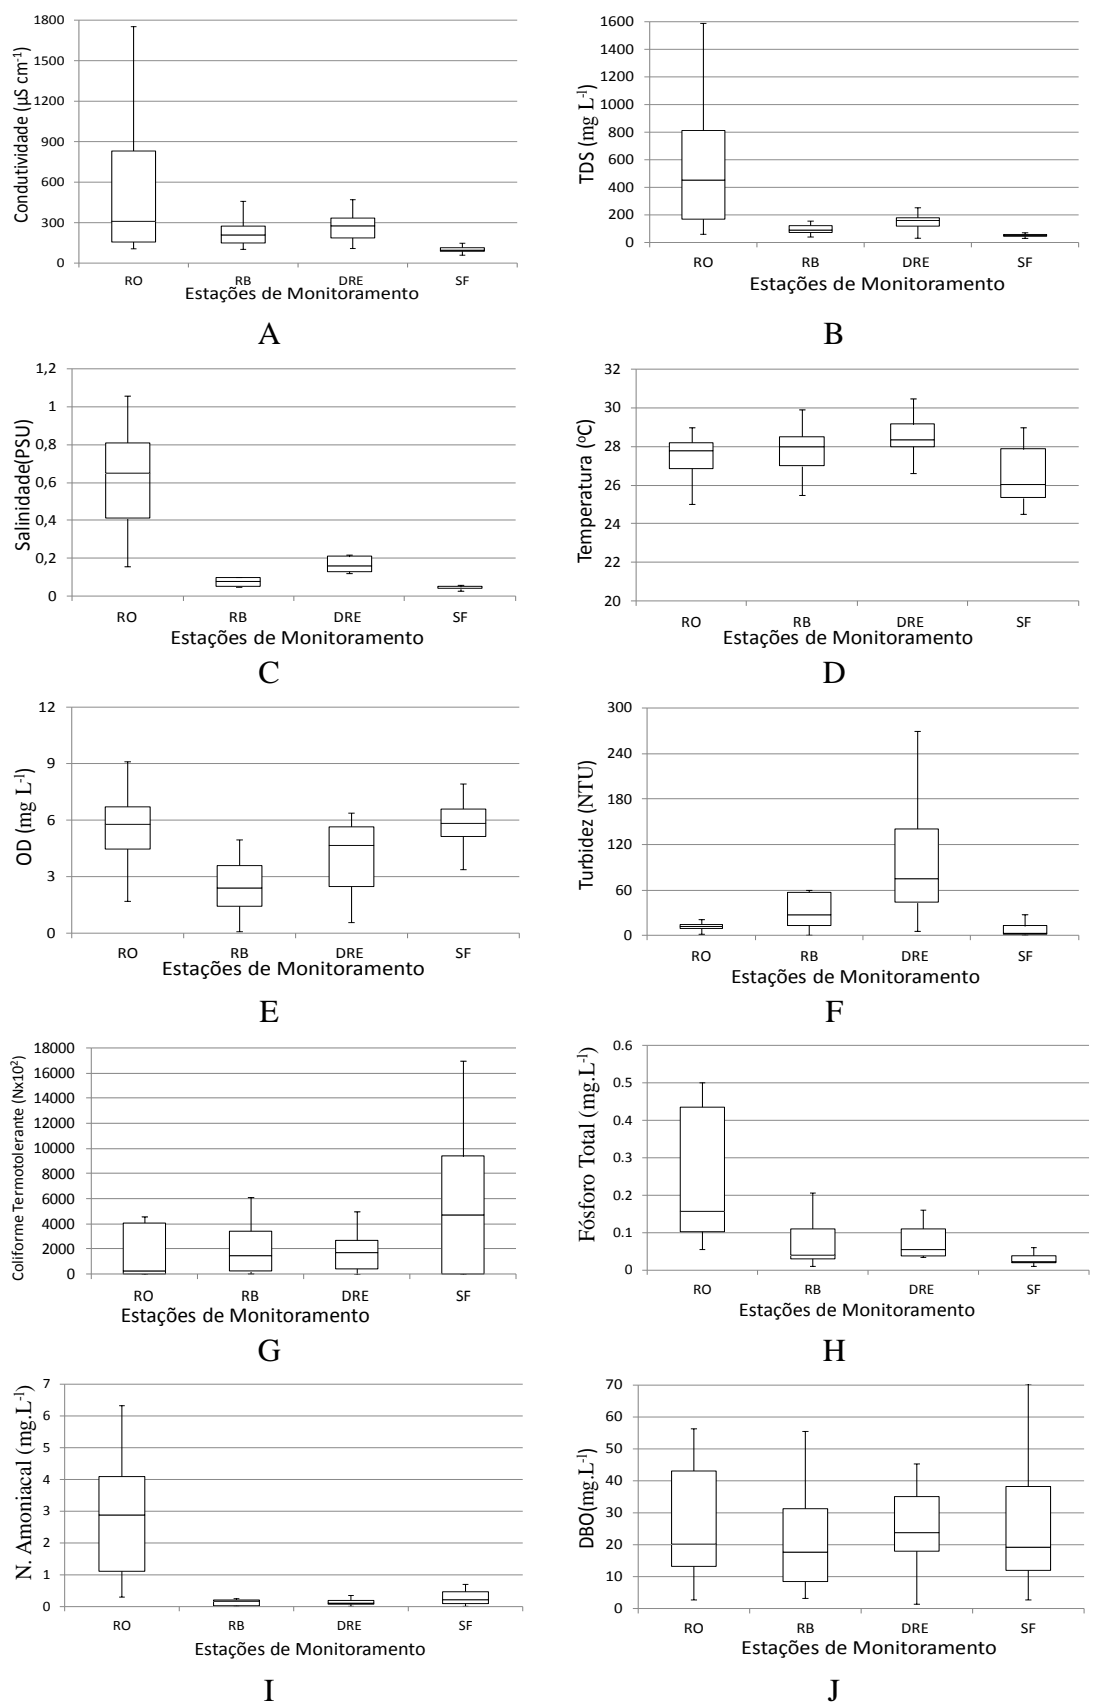 Condutividade (µS cm-1)
1800
1500
1200
900
600
300
0
RO RB DRE SF
Estações de Monitoramento
A
TDS (mg L-1)
1600
1400
1200
1000
800
600
400
200
0
RO RB DRE SF
Estações de Monitoramento
B
Salinidade(PSU)
1,2
1
0,8
0,6
0,4
0,2
0
RO RB DRE SF
Estações de Monitoramento
C
Temperatura (ºC)
32
30
28
26
24
22
20
RO RB DRE SF
Estações de Monitoramento
D
OD (mg L-1)
12
9
6
3
0
RO RB DRE SF
Estações de Monitoramento
E
Turbidez (NTU)
300
240
180
120
60
0
RO RB DRE SF
Estações de Monitoramento
F
Coliforme Termotolerante (Nx10²)
18000
16000
14000
12000
10000
8000
6000
4000
2000
0
RO RB DRE SF
Estações de Monitoramento
G
Fósforo Total (mg.L-1)
0.6
0.5
0.4
0.3
0.2
0.1
0
RO RB DRE SF
Estações de Monitoramento
H
N. Amoniacal (mg.L-1)
7
6
5
4
3
2
1
0
RO RB DRE SF
Estações de Monitoramento
I
DBO(mg.L-1)
70
60
50
40
30
20
10
0
RO RB DRE SF
Estações de Monitoramento
J